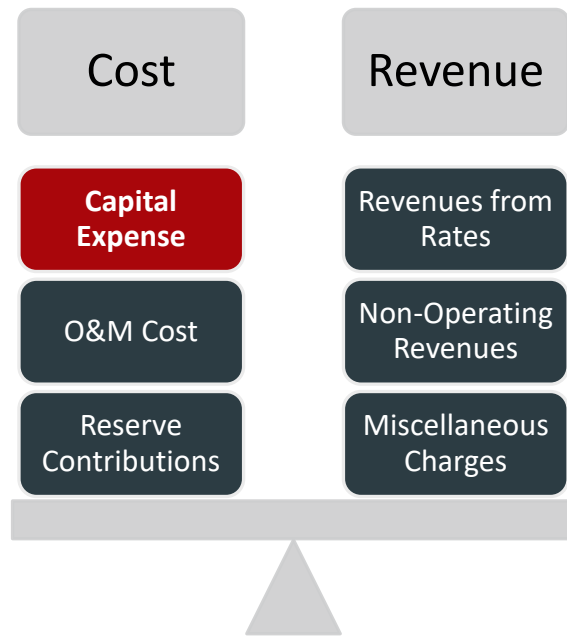 Cost
Revenue
Capital
Expense
Revenues from
Rates
O&M Cost
Non-Operating
Revenues
Reserve
Contributions
Miscellaneous
Charges